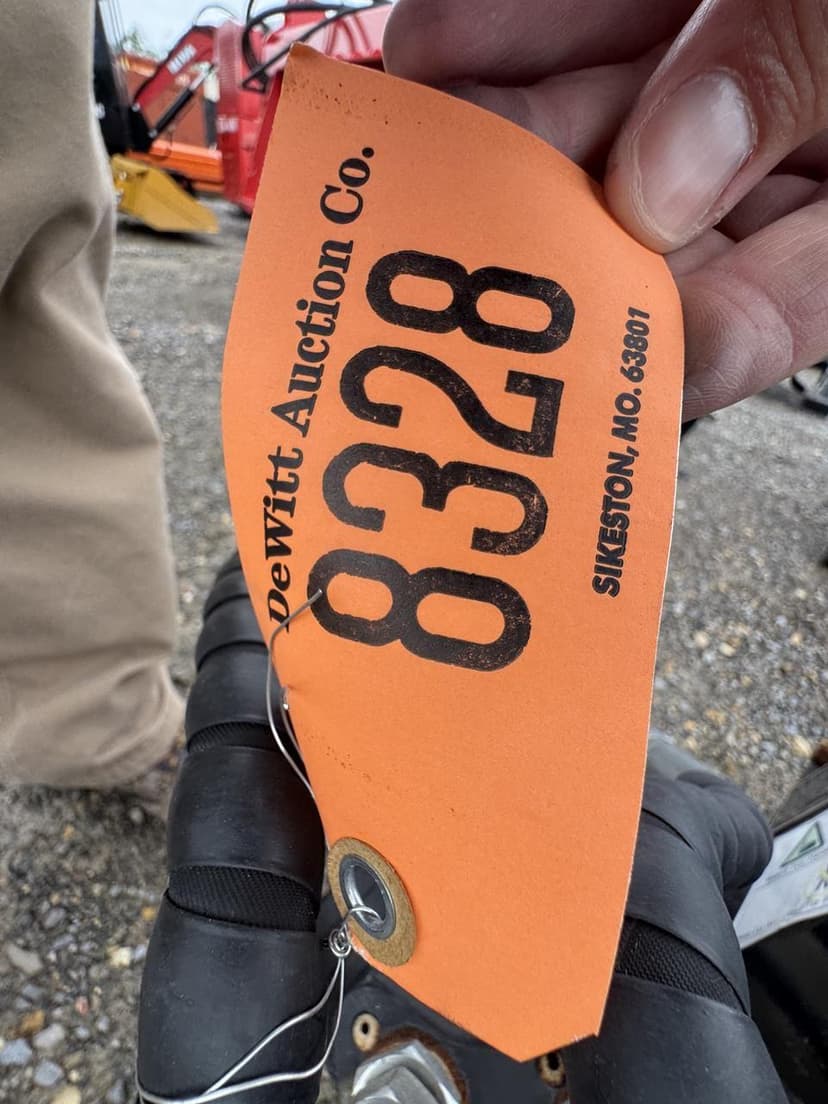 DeWitt Auction Co.
8328
SIKESTON, MO. 63801